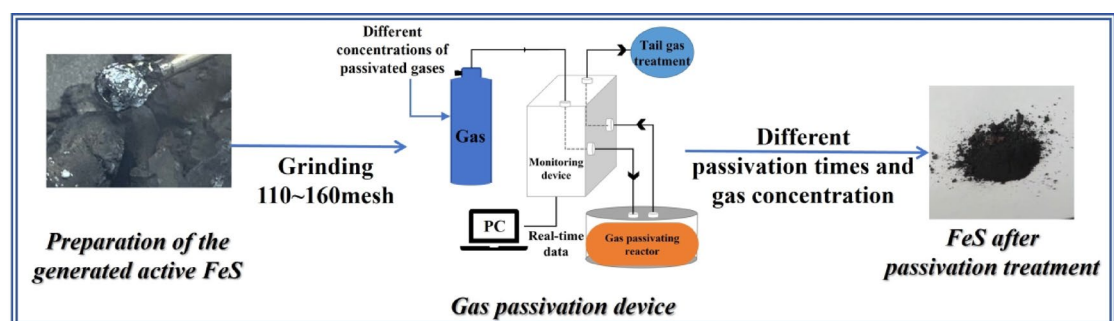 Preparation of the
generated active FeS
Grinding
110~160mesh
Different
concentrations of
passivated gases
Gas
Monitoring
device
Tail gas
treatment
PC
Real-time
data
Gas passivating
reactor
Gas passivation device
Different
passivation times and
gas concentration
FeS after
passivation treatment